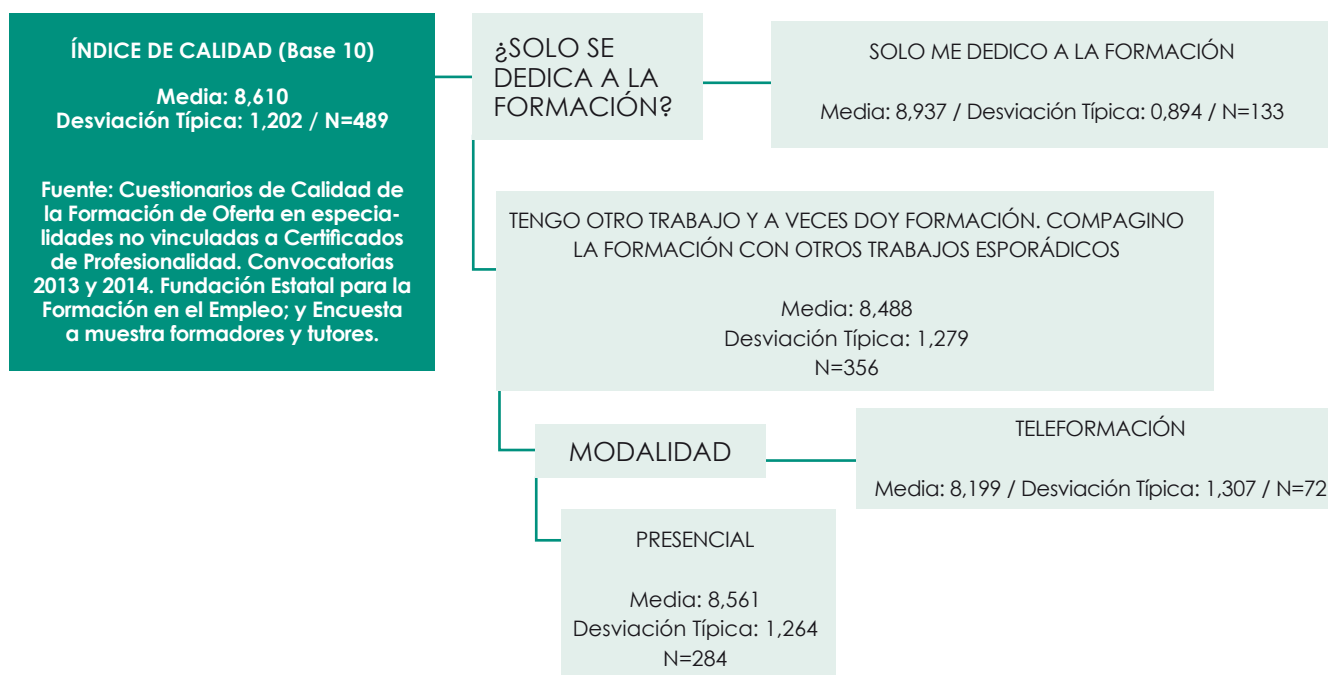 ÍNDICE DE CALIDAD (Base 10)
Media: 8,610
Desviación Típica: 1,202 / N=489
Fuente: Cuestionarios de Calidad de
la Formación de Oferta en especia-
lidades no vinculadas a Certificados
de Profesionalidad. Convocatorias
2013 y 2014. Fundación Estatal para la
Formación en el Empleo; y Encuesta
a muestra formadores y tutores.
¿SOLO SE
DEDICA A LA
FORMACIÓN?
SOLO ME DEDICO A LA FORMACIÓN
Media: 8,937 / Desviación Típica: 0,894 / N=133
TENGO OTRO TRABAJO Y A VECES DOY FORMACIÓN. COMPAGINO
LA FORMACIÓN CON OTROS TRABAJOS ESPORÁDICOS
Media: 8,488
Desviación Típica: 1,279
N=356
MODALIDAD
TELEFORMACIÓN
Media: 8,199 / Desviación Típica: 1,307 / N=72
PRESENCIAL
Media: 8,561
Desviación Típica: 1,264
N=284